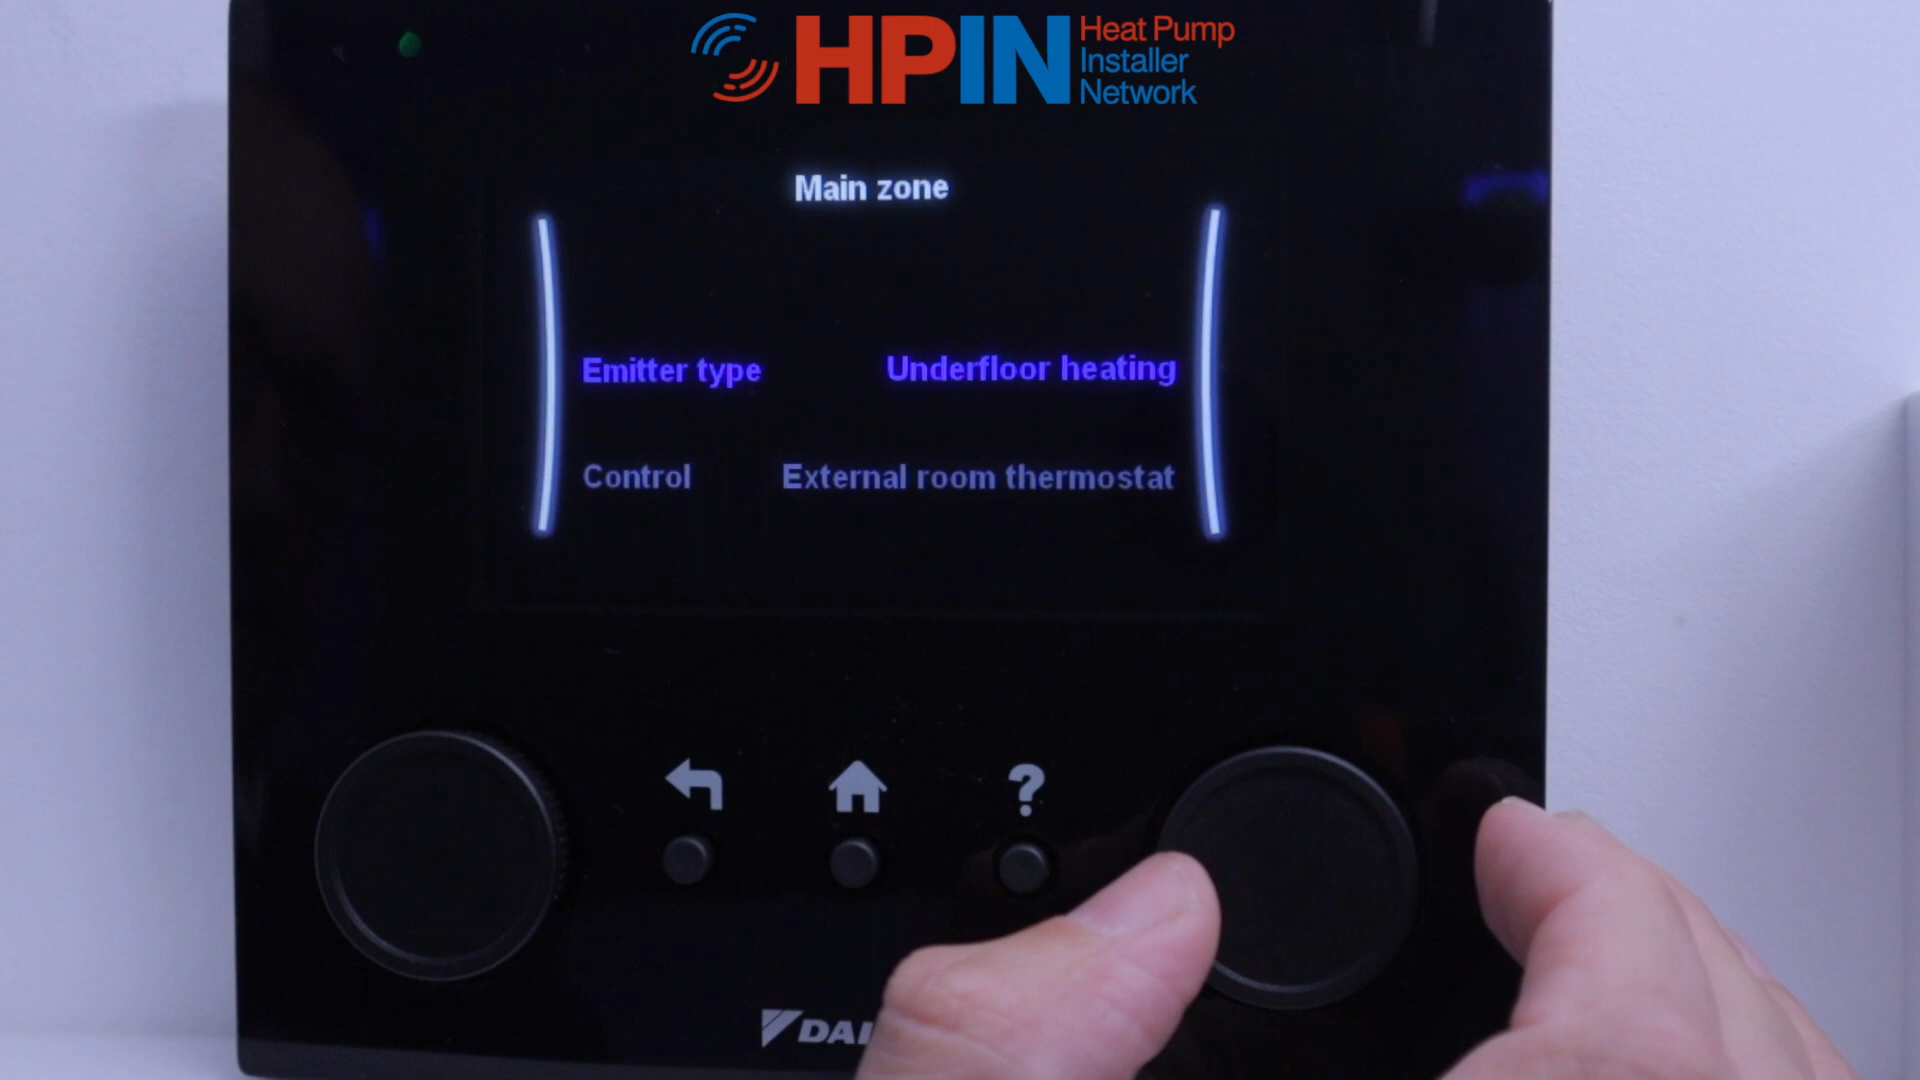 HPIN
Heat Pump
Installer
Network
Main zone
Emitter type Underfloor heating
Control External room thermostat
?